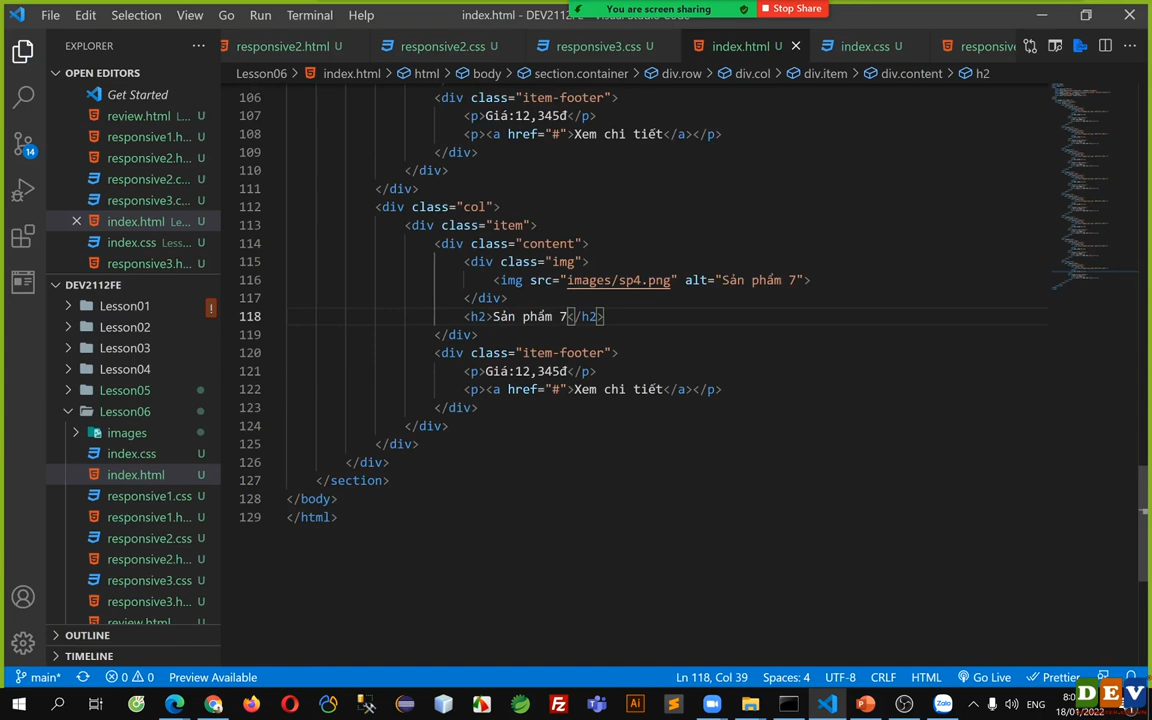 File Edit Selection View Go Run Terminal Help
index.html - DEV2112FE
You are screen sharing
Stop Share
EXPLORER
responsive2.html U
responsive2.css U
responsive3.css U
index.html U
index.css U
OPEN EDITORS
Lesson06 > index.html > html > body > section.container > div.row > div.col > div.item > div.content > h2
Get Started
review.html L... U
responsive1.h... U
responsive2.h... U
responsive2.c... U
responsive3.c... U
index.html Le... U
index.css Less... U
responsive3.h... U
DEV2112FE
Lesson01
Lesson02
Lesson03
Lesson04
Lesson05
Lesson06
images
index.css U
index.html U
responsive1.css U
responsive1.h... U
responsive2.css U
responsive2.h... U
responsive3.css U
responsive3.h... U
review.html
OUTLINE
TIMELINE
14
106 <div class="item-footer">
107 <p>Giá:12,345đ</p>
108 <p><a href="#">Xem chi tiết</a></p>
109 </div>
110 </div>
111 </div>
112 <div class="col">
113 <div class="item">
114 <div class="content">
115 <div class="img">
116 <img src="images/sp4.png" alt="Sản phẩm 7">
117 </div>
118 <h2>Sản phẩm 7</h2>
119 </div>
120 <div class="item-footer">
121 <p>Giá:12,345đ</p>
122 <p><a href="#">Xem chi tiết</a></p>
123 </div>
124 </div>
125 </div>
126 </div>
127 </section>
128 </body>
129 </html>
main* 0 0 Preview Available
Ln 118, Col 39 Spaces: 4 UTF-8 CRLF HTML Go Live
ENG
18/01/2022
DEV